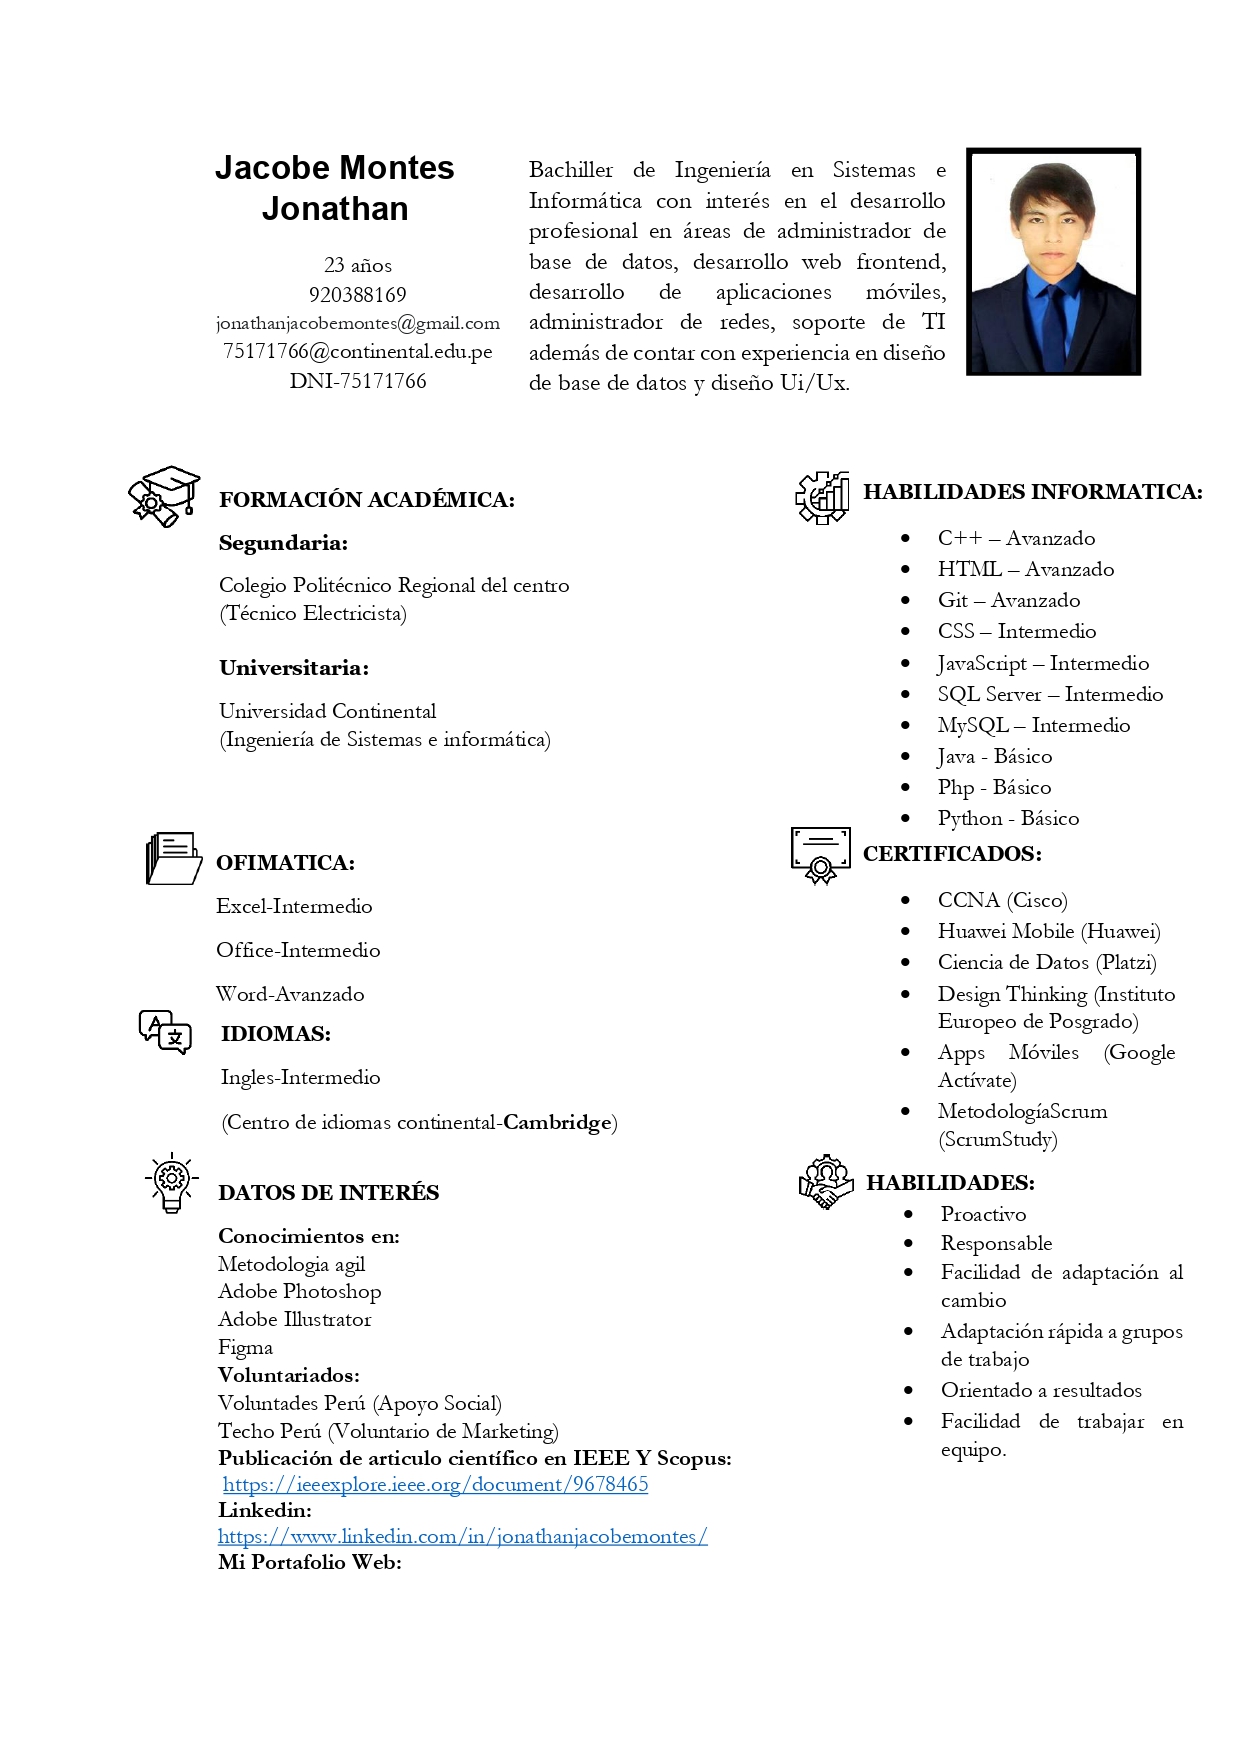 Jacobe Montes
Jonathan
23 años
920388169
jonathanjacobemontes@gmail.com
75171766@continental.edu.pe
DNI-75171766
Bachiller de Ingeniería en Sistemas e
Informática con interés en el desarrollo
profesional en áreas de administrador de
base de datos, desarrollo web frontend,
desarrollo de aplicaciones móviles,
administrador de redes, soporte de TI
además de contar con experiencia en diseño
de base de datos y diseño Ui/Ux.
FORMACIÓN ACADÉMICA:
Segundaria:
Colegio Politécnico Regional del centro
(Técnico Electricista)
Universitaria:
Universidad Continental
(Ingeniería de Sistemas e informática)
OFIMATICA:
Excel-Intermedio
Office-Intermedio
Word-Avanzado
A 文
IDIOMAS:
Ingles-Intermedio
(Centro de idiomas continental-Cambridge)
DATOS DE INTERÉS
Conocimientos en:
Metodologia agil
Adobe Photoshop
Adobe Illustrator
Figma
Voluntariados:
Voluntades Perú (Apoyo Social)
Techo Perú (Voluntario de Marketing)
Publicación de articulo científico en IEEE Y Scopus:
https://ieeexplore.ieee.org/document/9678465
Linkedin:
https://www.linkedin.com/in/jonathanjacobemontes/
Mi Portafolio Web:
HABILIDADES INFORMATICA:
• C++ – Avanzado
• HTML – Avanzado
• Git – Avanzado
• CSS – Intermedio
• JavaScript – Intermedio
• SQL Server – Intermedio
• MySQL – Intermedio
• Java - Básico
• Php - Básico
• Python - Básico
CERTIFICADOS:
• CCNA (Cisco)
• Huawei Mobile (Huawei)
• Ciencia de Datos (Platzi)
• Design Thinking (Instituto
Europeo de Posgrado)
• Apps Móviles (Google
Actívate)
• MetodologíaScrum
(ScrumStudy)
HABILIDADES:
• Proactivo
• Responsable
• Facilidad de adaptación al
cambio
• Adaptación rápida a grupos
de trabajo
• Orientado a resultados
• Facilidad de trabajar en
equipo.